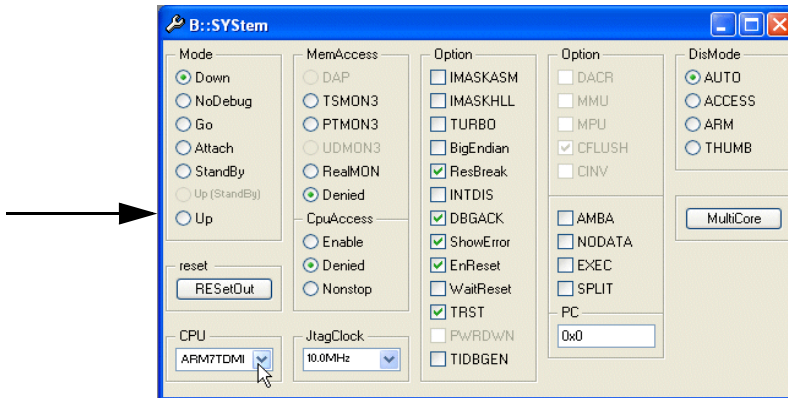 B::SYStem
Mode
Down
NoDebug
Go
Attach
StandBy
Up (StandBy)
Up
reset
RESetOut
CPU
ARM7TDMI
MemAccess
DAP
TSMON3
PTMON3
UDMON3
RealMON
Denied
CpuAccess
Enable
Denied
Nonstop
JtagClock
10.0MHz
Option
IMASKASM
IMASKHLL
TURBO
BigEndian
ResBreak
INTDIS
DBGACK
ShowError
EnReset
WaitReset
TRST
PWRDWN
TIDBGEN
Option
DACR
MMU
MPU
CFLUSH
CINV
AMBA
NODATA
EXEC
SPLIT
PC
0x0
DisMode
AUTO
ACCESS
ARM
THUMB
MultiCore